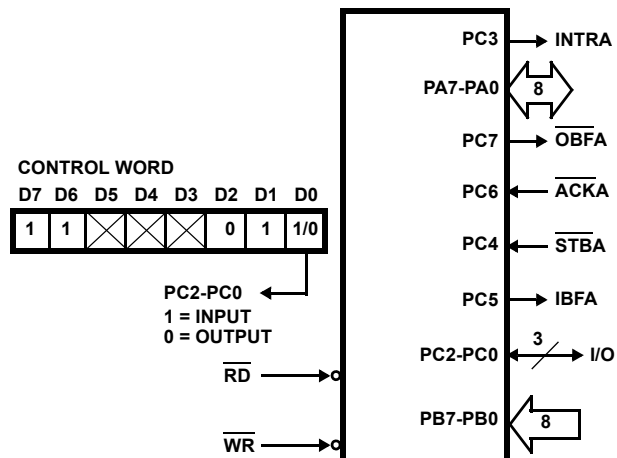 PC3 INTRA
PA7-PA0 8
PC7 OBFA
CONTROL WORD
D7 D6 D5 D4 D3 D2 D1 D0
1 1 0 1 1/0
PC6 ACKA
PC4 STBA
PC2-PC0
1 = INPUT
0 = OUTPUT
PC5 IBFA
PC2-PC0 3 I/O
RD
PB7-PB0 8
WR